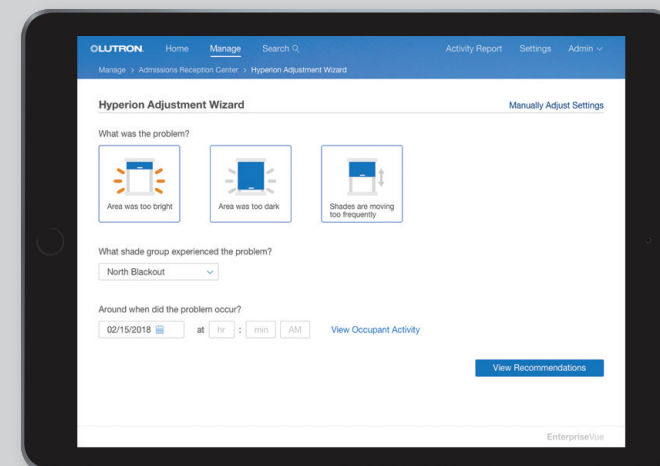 LUTRON. Home Manage Search Activity Report Settings Admin
Manage > Admissions Reception Center > Hyperion Adjustment Wizard
Hyperion Adjustment Wizard Manually Adjust Settings
What was the problem?
Area was too bright Area was too dark Shades are moving
too frequently
What shade group experienced the problem?
North Blackout
Around when did the problem occur?
02/15/2018 at hr : min AM View Occupant Activity
View Recommendations
EnterpriseVue